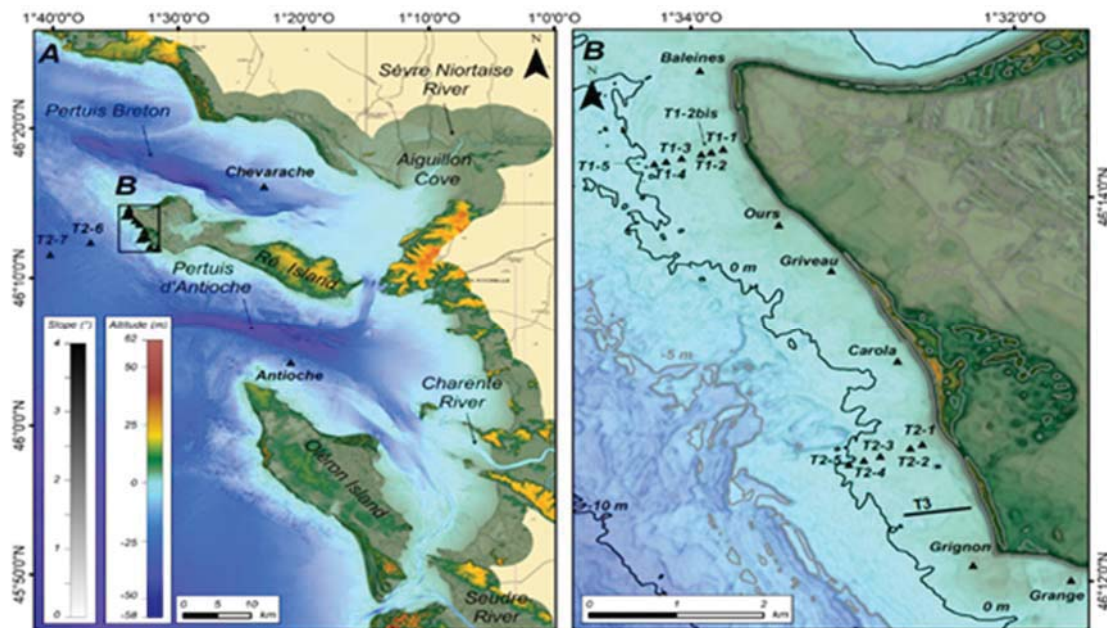 1°40'0"O 1°30'0"O 1°20'0"O 1°10'0"O 1°0'0"O
A
N
Sèvre Niortaise
River
Pertuis Breton
46°20'0"N
Chevarache
Aiguillon
Cove
B
T2-6
T2-7
46°10'0"N
Ré Island
Pertuis
d'Antioche
Slope (°)
Altitude (m)
4
3
2
1
0
62
50
25
0
-25
-50
-58
Antioche
Charente
River
46°0'0"N
Oléron Island
45°50'0"N
Seudre
River
0 5 10
km
1°34'0"O 1°32'0"O
B
N
Baleines
T1-2bis
T1-1
T1-3
T1-5
T1-2
T1-4
46°14'0"N
Ours
0 m
Griveau
-5 m
Carola
T2-1
T2-3
T2-5
T2-2
T2-4
-10 m
T3
Grignon
0 m
Grange
46°12'0"N
0 1 2
km